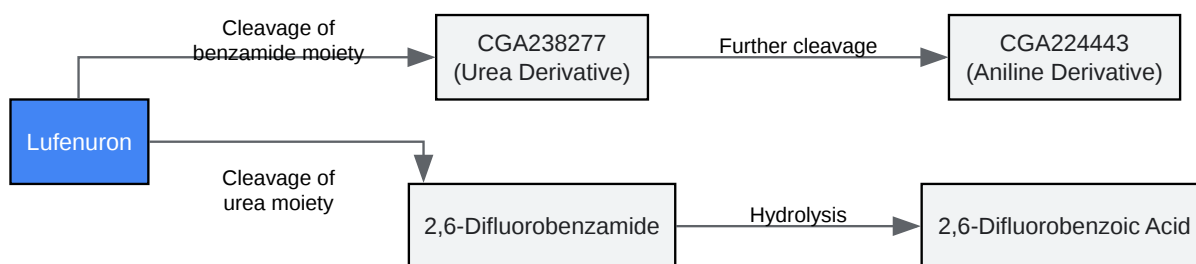 Cleavage of
benzamide moiety
CGA238277
(Urea Derivative)
Further cleavage
CGA224443
(Aniline Derivative)
Lufenuron
Cleavage of
urea moiety
2,6-Difluorobenzamide
Hydrolysis
2,6-Difluorobenzoic Acid